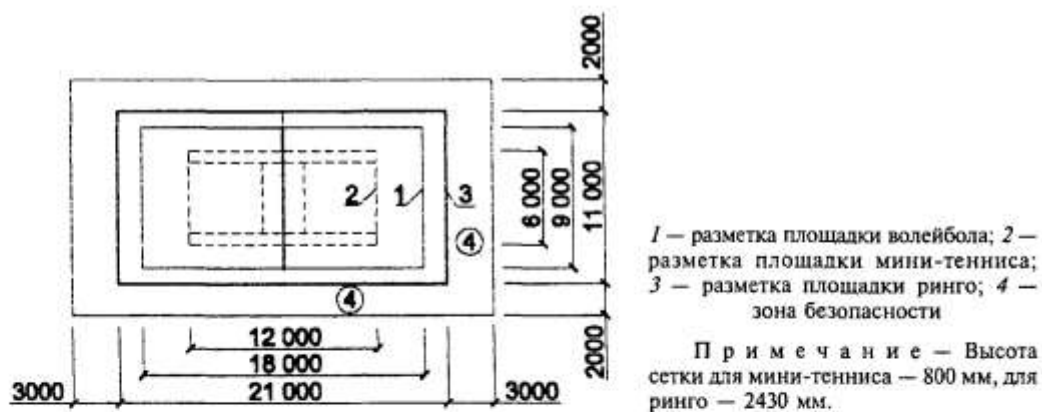 2000
6 000
9 000
11 000
2 1 3
4
4
12 000
18 000
3000 21 000 3000
2000
1 — разметка площадки волейбола; 2 —
разметка площадки мини-тенниса;
3 — разметка площадки ринго; 4 —
зона безопасности
П р и м е ч а н и е — Высота
сетки для мини-тенниса — 800 мм, для
ринго — 2430 мм.